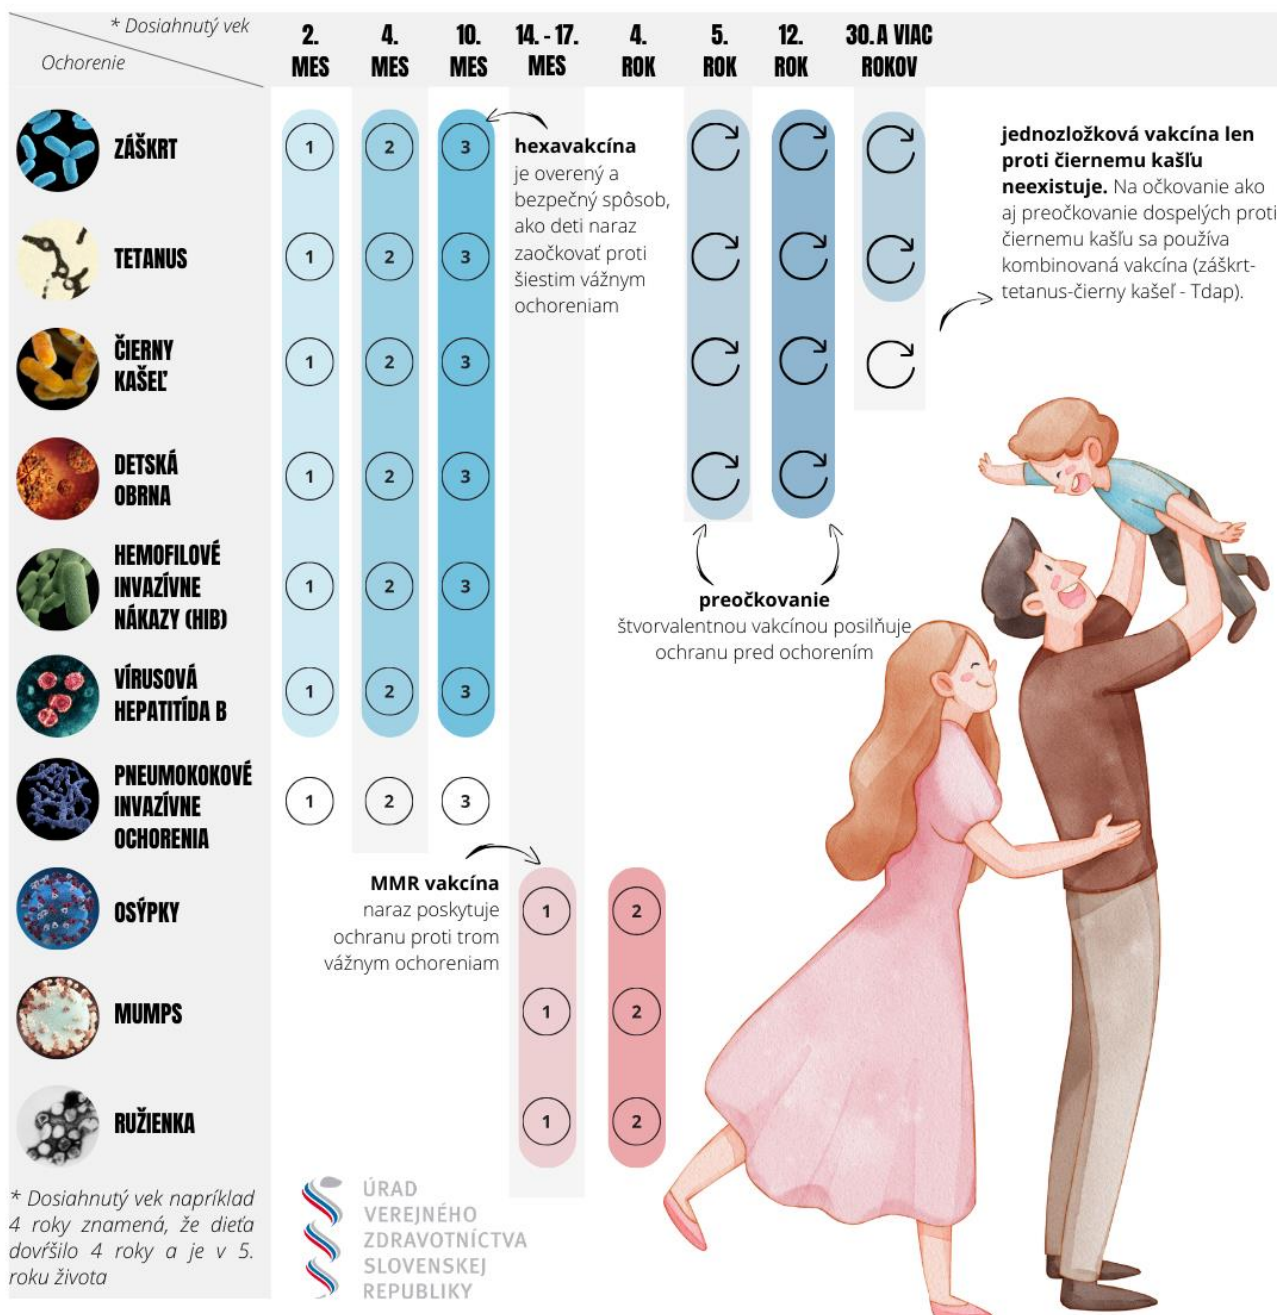 * Dosiahnutý vek
Ochorenie
2.
MES
4.
MES
10.
MES
14. - 17.
MES
4.
ROK
5.
ROK
12.
ROK
30. A VIAC
ROKOV
ZÁŠKRT
1
2
3
hexavakcína
je overený a
bezpečný spôsob,
ako deti naraz
zaočkovať proti
šiestim vážnym
ochoreniam
jednozložková vakcína len
proti čiernemu kašľu
neexistuje. Na očkovanie ako
aj preočkovanie dospelých proti
čiernemu kašľu sa používa
kombinovaná vakcína (záškrt-
tetanus-čierny kašeľ - Tdap).
TETANUS
1
2
3
ČIERNY
KAŠEĽ
1
2
3
DETSKÁ
OBRNA
1
2
3
HEMOFILOVÉ
INVAZÍVNE
NÁKAZY (HIB)
1
2
3
preočkovanie
štvorvalentnou vakcínou posilňuje
ochranu pred ochorením
VÍRUSOVÁ
HEPATITÍDA B
1
2
3
PNEUMOKOKOVÉ
INVAZÍVNE
OCHORENIA
1
2
3
MMR vakcína
naraz poskytuje
ochranu proti trom
vážnym ochoreniam
OSÝPKY
1
2
MUMPS
1
2
RUŽIENKA
1
2
* Dosiahnutý vek napríklad
4 roky znamená, že dieťa
dovŕšilo 4 roky a je v 5.
roku života
ÚRAD
VEREJNÉHO
ZDRAVOTNÍCTVA
SLOVENSKEJ
REPUBLIKY